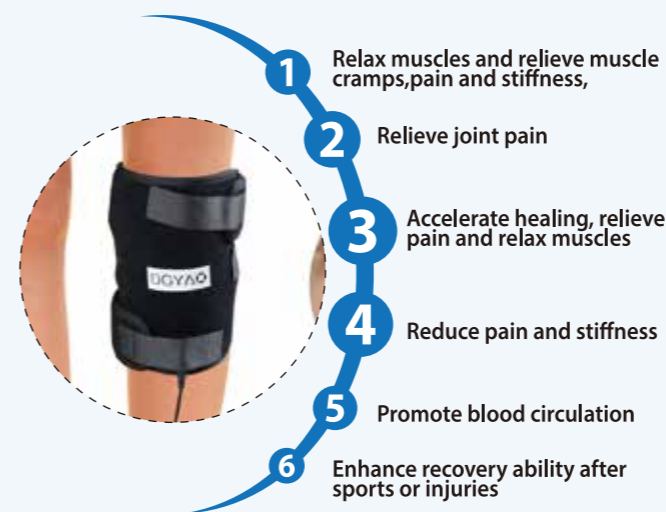 1
Relax muscles and relieve muscle
cramps,pain and stiffness,
2
Relieve joint pain
DGYAO
3
Accelerate healing, relieve
pain and relax muscles
4
Reduce pain and stiffness
5
Promote blood circulation
6
Enhance recovery ability after
sports or injuries